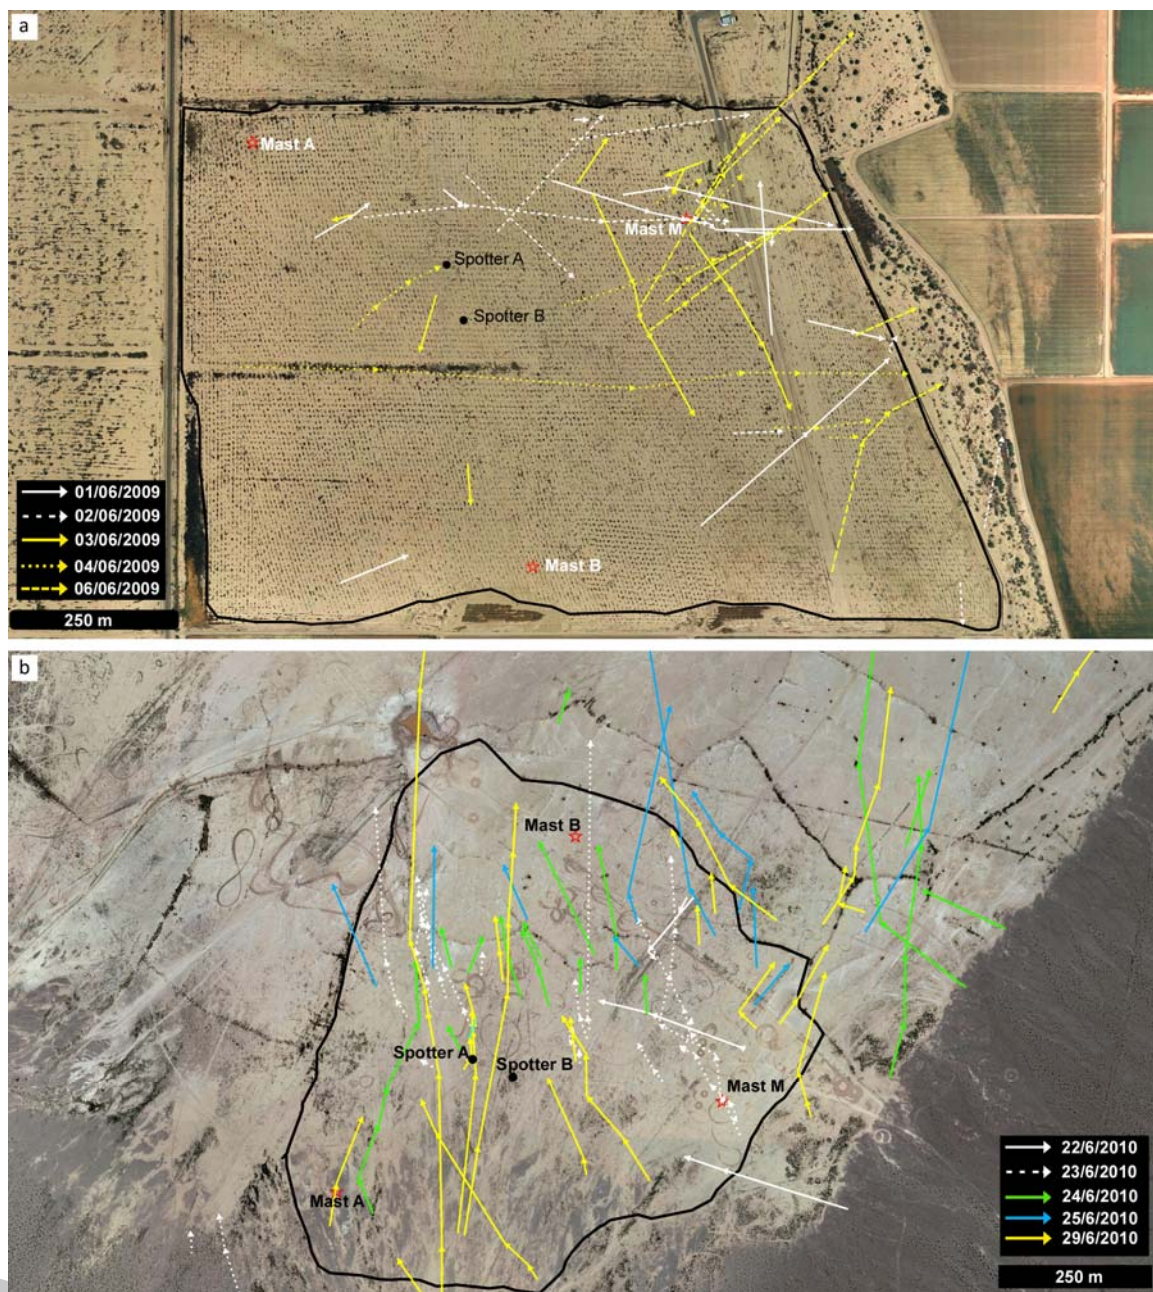 a
Mast A
Mast M
Spotter A
Spotter B
Mast B
01/06/2009
02/06/2009
03/06/2009
04/06/2009
06/06/2009
250 m
b
Mast B
Spotter A
Spotter B
Mast M
Mast A
22/6/2010
23/6/2010
24/6/2010
25/6/2010
29/6/2010
250 m